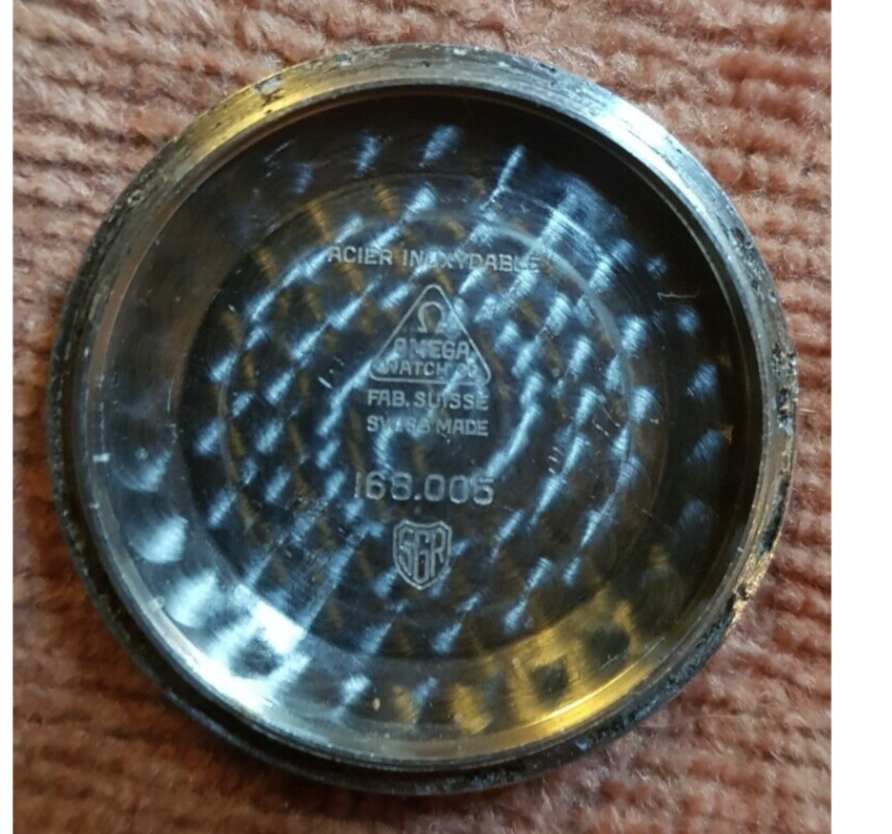 ACIER INOXYDABLE
Ω
OMEGA
WATCH Co
FAB. SUISSE
SWISS MADE
168.005
SGR